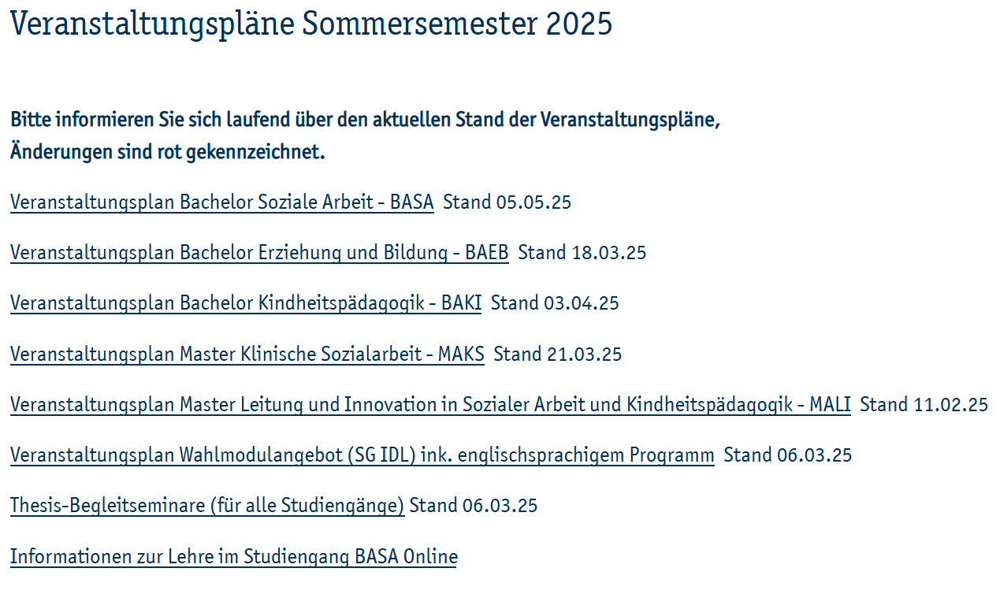 Veranstaltungspläne Sommersemester 2025
Bitte informieren Sie sich laufend über den aktuellen Stand der Veranstaltungspläne,
Änderungen sind rot gekennzeichnet.
Veranstaltungsplan Bachelor Soziale Arbeit - BASA Stand 05.05.25
Veranstaltungsplan Bachelor Erziehung und Bildung - BAEB Stand 18.03.25
Veranstaltungsplan Bachelor Kindheitspädagogik - BAKI Stand 03.04.25
Veranstaltungsplan Master Klinische Sozialarbeit - MAKS Stand 21.03.25
Veranstaltungsplan Master Leitung und Innovation in Sozialer Arbeit und Kindheitspädagogik - MALI Stand 11.02.25
Veranstaltungsplan Wahlmodulangebot (SG IDL) ink. englischsprachigem Programm Stand 06.03.25
Thesis-Begleitseminare (für alle Studiengänge) Stand 06.03.25
Informationen zur Lehre im Studiengang BASA Online